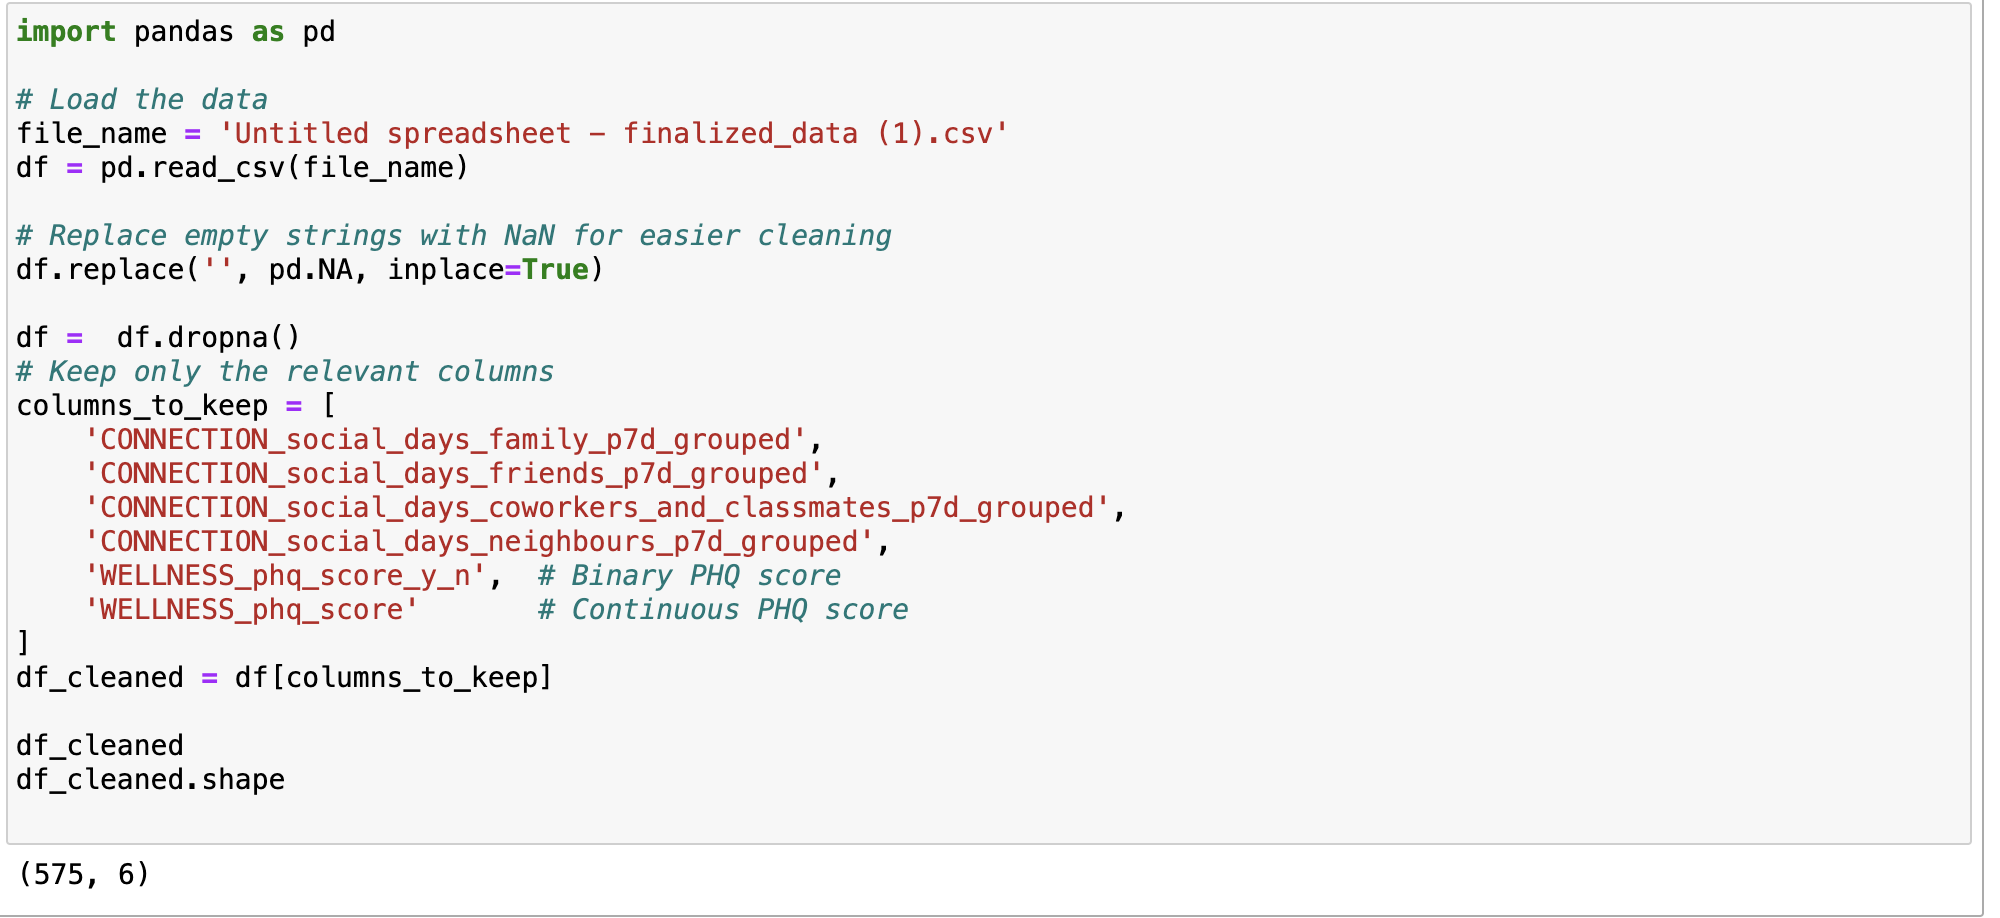 import pandas as pd
# Load the data
file_name = 'Untitled spreadsheet – finalized_data (1).csv'
df = pd.read_csv(file_name)
# Replace empty strings with NaN for easier cleaning
df.replace('', pd.NA, inplace=True)
df =  df.dropna()
# Keep only the relevant columns
columns_to_keep = [
    'CONNECTION_social_days_family_p7d_grouped',
    'CONNECTION_social_days_friends_p7d_grouped',
    'CONNECTION_social_days_coworkers_and_classmates_p7d_grouped',
    'CONNECTION_social_days_neighbours_p7d_grouped',
    'WELLNESS_phq_score_y_n',  # Binary PHQ score
    'WELLNESS_phq_score'       # Continuous PHQ score
]
df_cleaned = df[columns_to_keep]
df_cleaned
df_cleaned.shape
(575, 6)